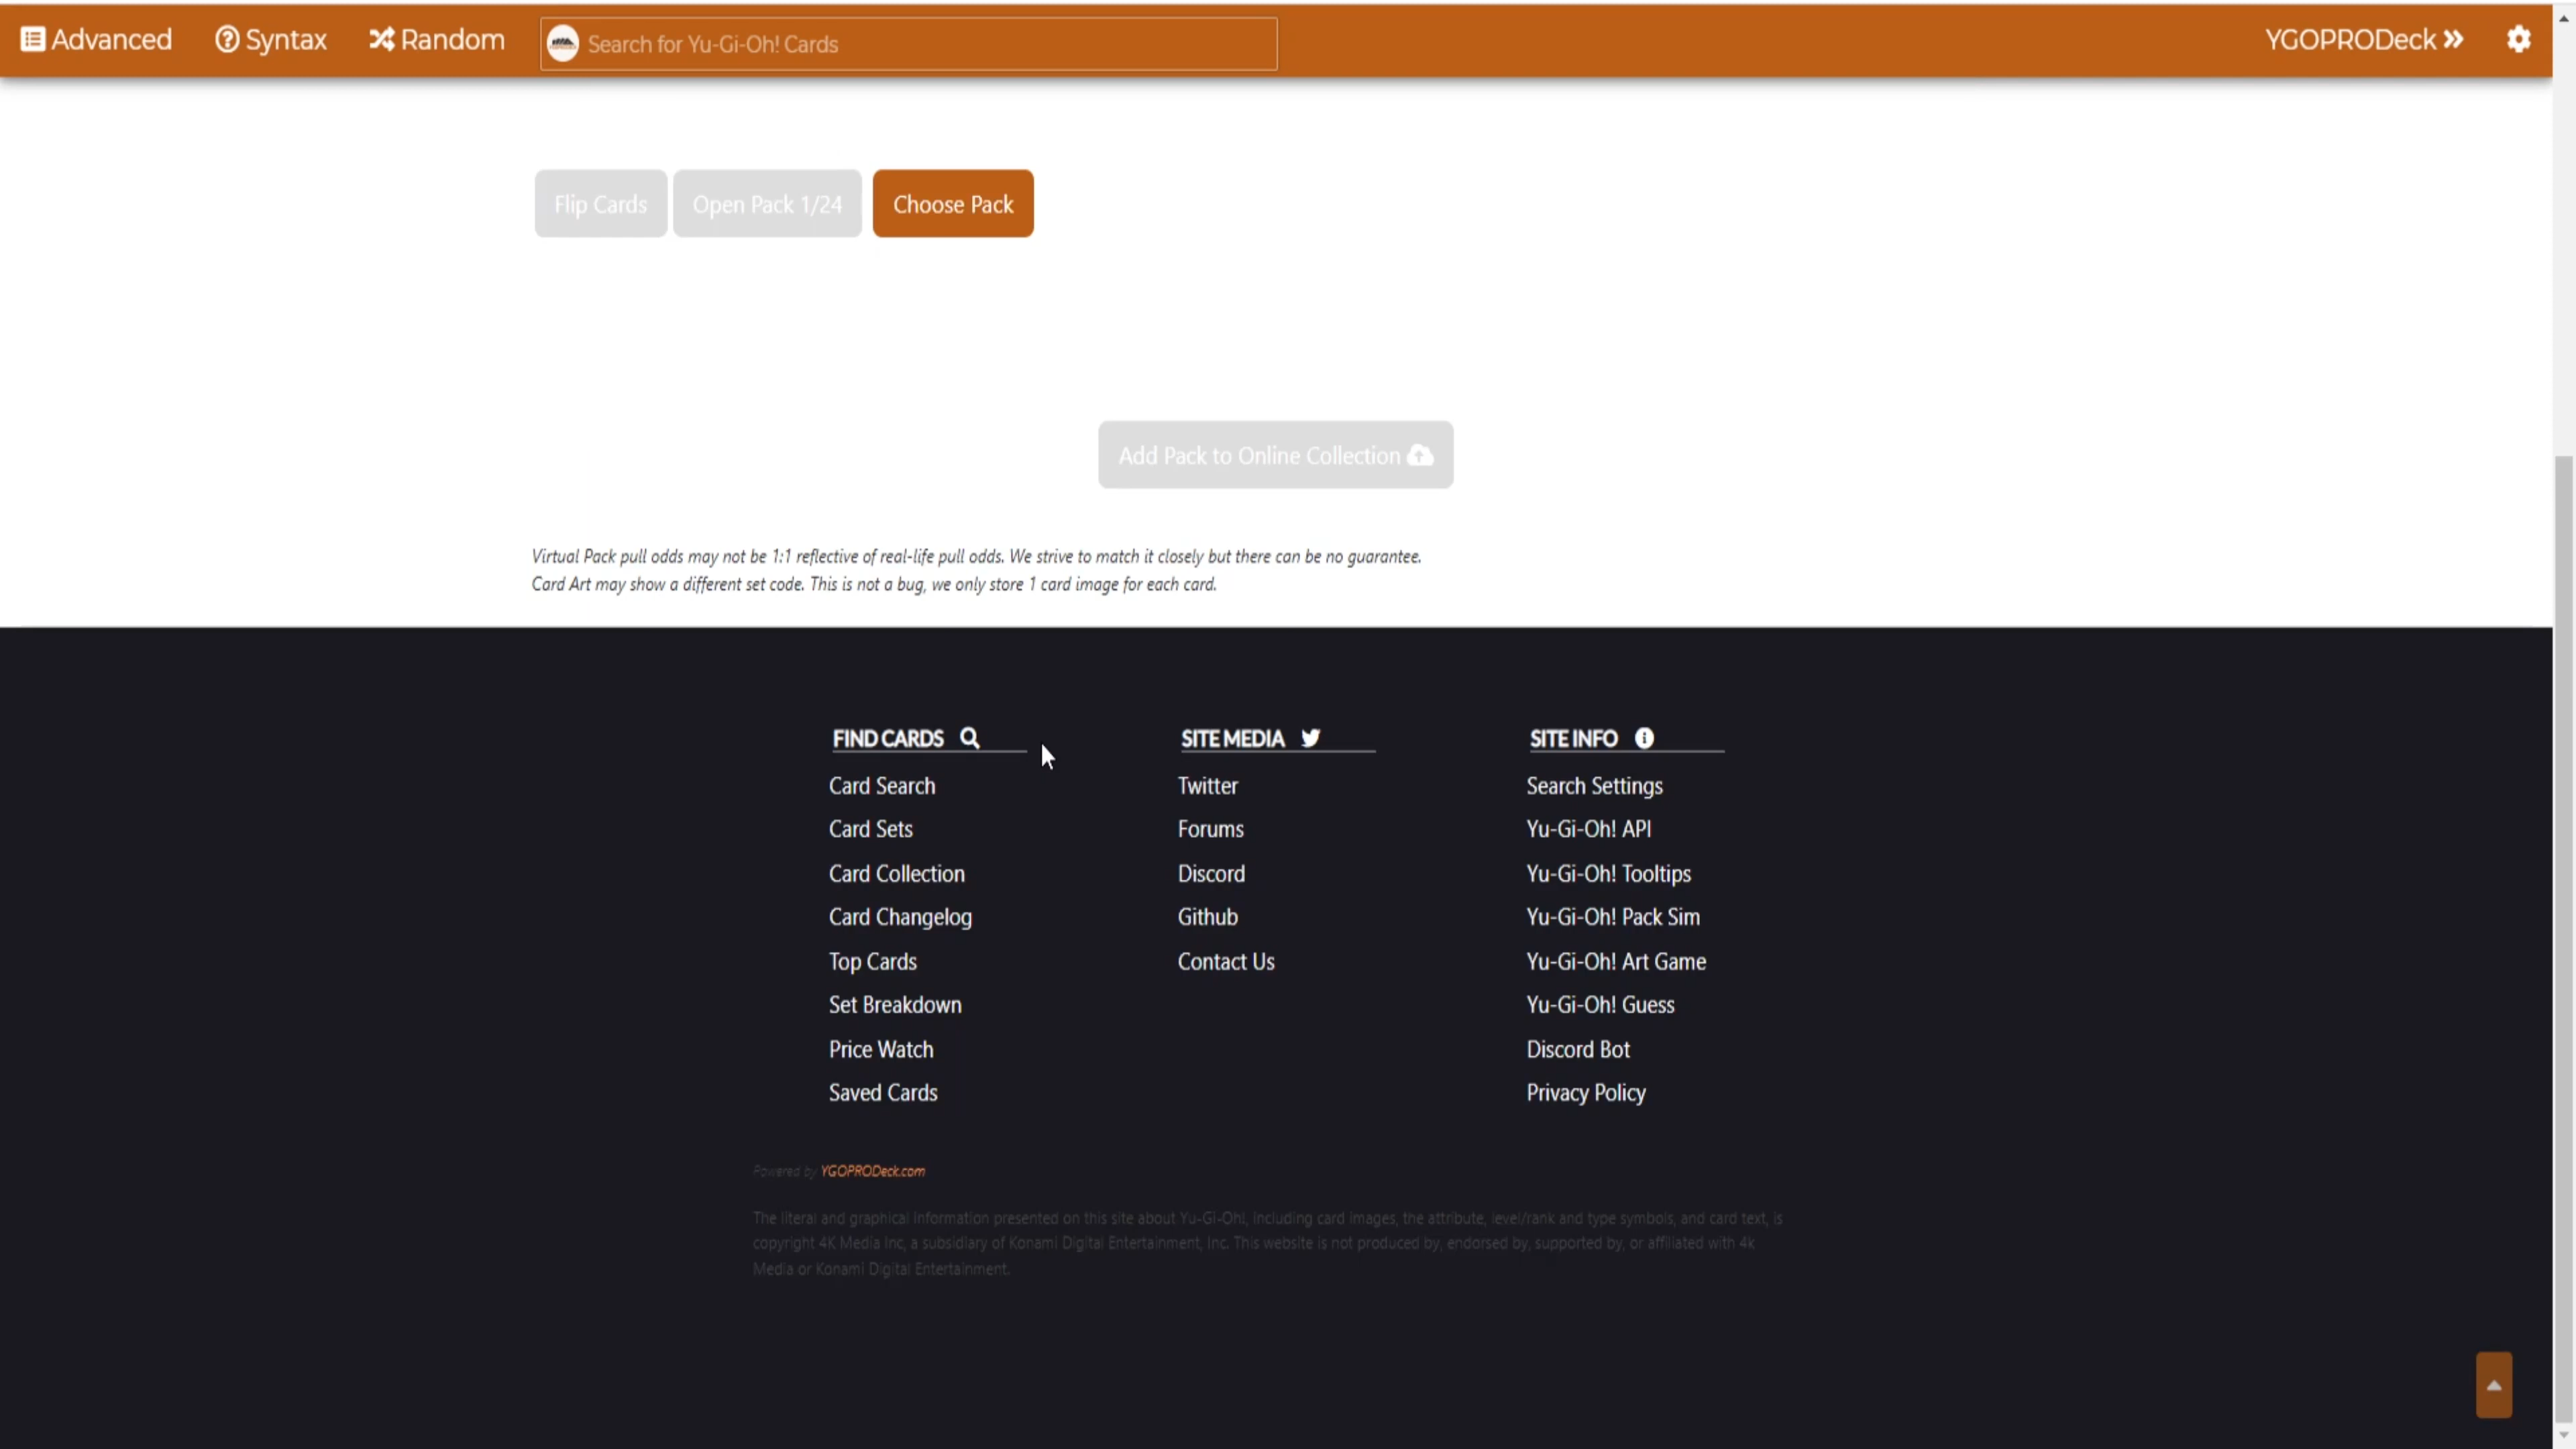 Advanced
Syntax
Random
Search for Yu-Gi-Oh! Cards
YGOPRODeck
Flip Cards
Open Pack 1/24
Choose Pack
Add Pack to Online Collection
Virtual Pack pull odds may not be 1:1 reflective of real-life pull odds. We strive to match it closely but there can be no guarantee.
Card Art may show a different set code. This is not a bug, we only store 1 card image for each card.
FIND CARDS
Card Search
Card Sets
Card Collection
Card Changelog
Top Cards
Set Breakdown
Price Watch
Saved Cards
SITE MEDIA
Twitter
Forums
Discord
Github
Contact Us
SITE INFO
Search Settings
Yu-Gi-Oh! API
Yu-Gi-Oh! Tooltips
Yu-Gi-Oh! Pack Sim
Yu-Gi-Oh! Art Game
Yu-Gi-Oh! Guess
Discord Bot
Privacy Policy
Powered by YGOPRODeck.com
The literal and graphical information presented on this site about Yu-Gi-Oh!, including card images, the attribute, level/rank and type symbols, and card text, is
copyright 4K Media Inc, a subsidiary of Konami Digital Entertainment, Inc. This website is not produced by, endorsed by, supported by, or affiliated with 4k
Media or Konami Digital Entertainment.